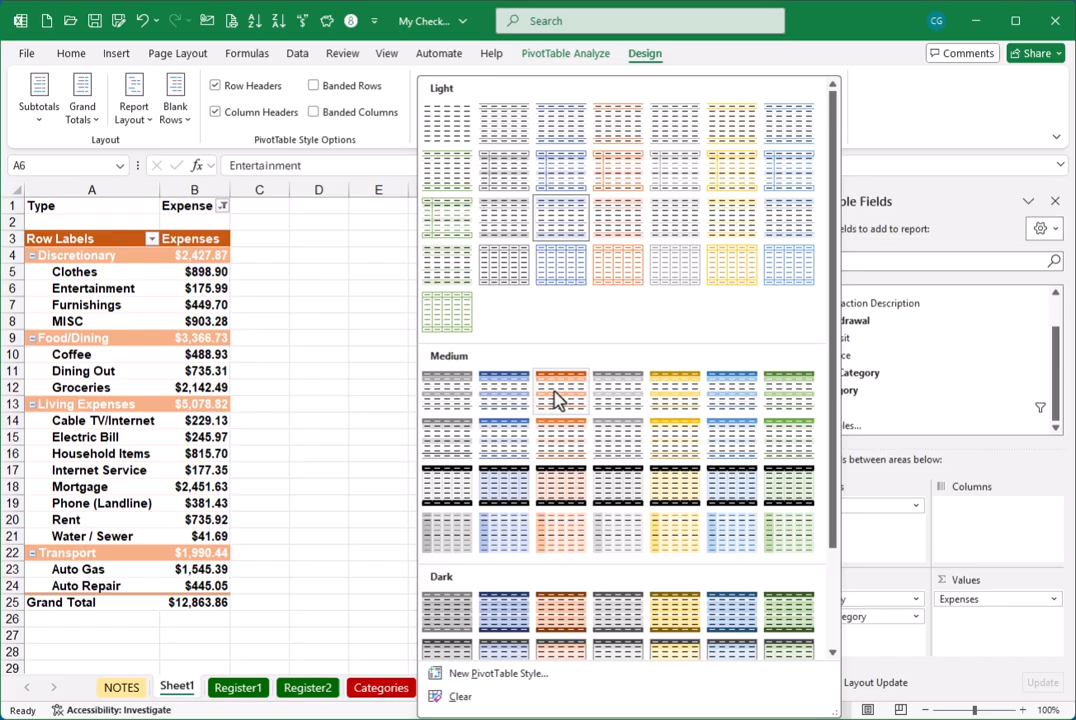 My Check...
Search
CG
File Home Insert Page Layout Formulas Data Review View Automate Help PivotTable Analyze Design
Comments
Share
Subtotals
Grand Totals
Report Layout
Blank Rows
Layout
Row Headers
Banded Rows
Column Headers
Banded Columns
PivotTable Style Options
A6
fx
Entertainment
A B C D E
1 Type Expense
2
3 Row Labels Expenses
4 Discretionary $2,427.87
5 Clothes $898.90
6 Entertainment $175.99
7 Furnishings $449.70
8 MISC $903.28
9 Food/Dining $3,366.73
10 Coffee $488.93
11 Dining Out $735.31
12 Groceries $2,142.49
13 Living Expenses $5,078.82
14 Cable TV/Internet $229.13
15 Electric Bill $245.97
16 Household Items $815.70
17 Internet Service $177.35
18 Mortgage $2,451.63
19 Phone (Landline) $381.43
20 Rent $735.92
21 Water / Sewer $41.69
22 Transport $1,990.44
23 Auto Gas $1,545.39
24 Auto Repair $445.05
25 Grand Total $12,863.86
26
27
28
29
Light
Medium
Dark
New PivotTable Style...
Clear
ble Fields
elds to add to report:
action Description
drawal
sit
ce
Category
gory
les...
s between areas below:
Columns
Σ Values
y
egory
Expenses
Layout Update
Update
NOTES Sheet1 Register1 Register2 Categories
Ready
Accessibility: Investigate
100%